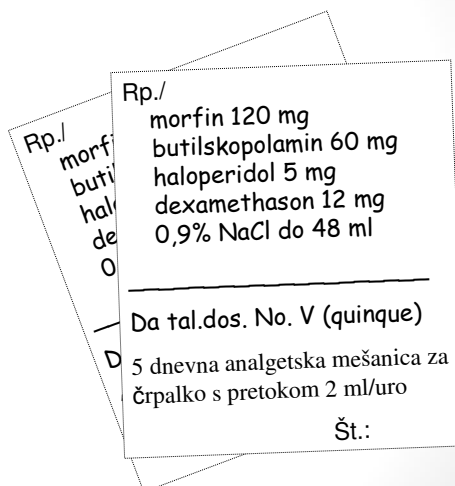 Rp./
morfin 120 mg
butilskopolamin 60 mg
haloperidol 5 mg
dexamethason 12 mg
0,9% NaCl do 48 ml
Da tal.dos. No. V (quinque)
5 dnevna analgetska mešanica za
črpalko s pretokom 2 ml/uro
Št.:
Rp./